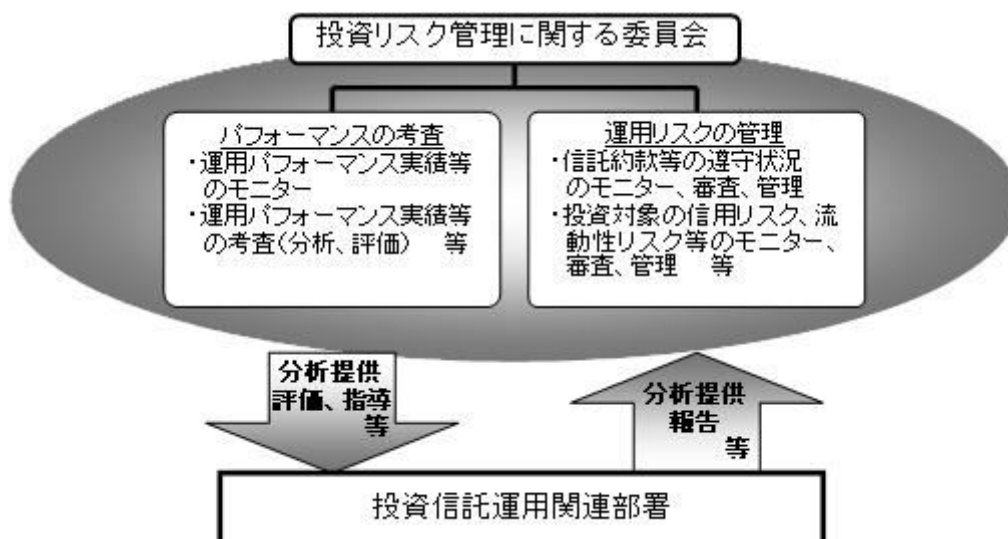 投資リスク管理に関する委員会
パフォーマンスの考査
・運用パフォーマンス実績等
のモニター
・運用パフォーマンス実績等
の考査(分析、評価) 等
運用リスクの管理
・信託約款等の遵守状況
のモニター、審査、管理
・投資対象の信用リスク、流
動性リスク等のモニター、
審査、管理 等
分析提供
評価、指導
等
分析提供
報告
等
投資信託運用関連部署